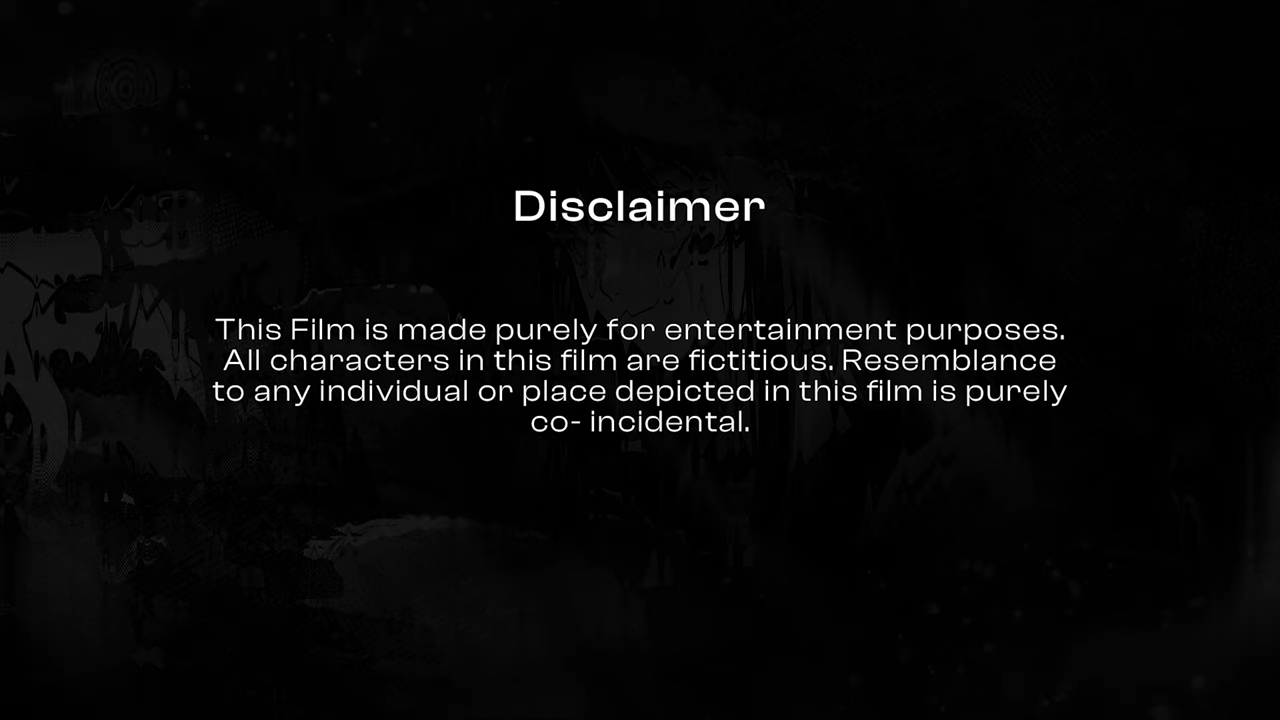 Disclaimer
This Film is made purely for entertainment purposes.
All characters in this film are fictitious. Resemblance
to any individual or place depicted in this film is purely
co- incidental.